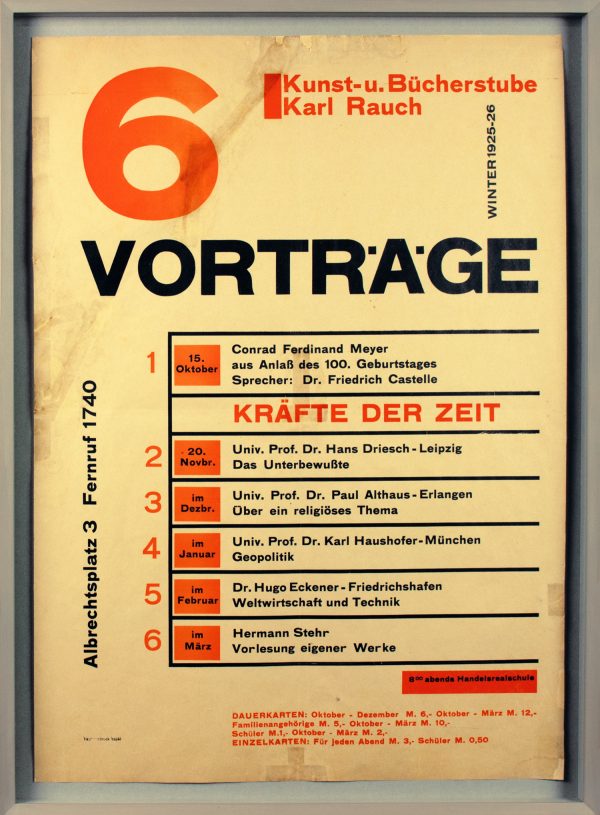 6
Kunst-u. Bücherstube
Karl Rauch
WINTER 1925-26
VORTRÄGE
1
15.
Oktober
Conrad Ferdinand Meyer
aus Anlaß des 100. Geburtstages
Sprecher: Dr. Friedrich Castelle
KRÄFTE DER ZEIT
2
20.
Novbr.
Univ. Prof. Dr. Hans Driesch-Leipzig
Das Unterbewußte
3
im
Dezbr.
Univ. Prof. Dr. Paul Althaus-Erlangen
Über ein religiöses Thema
4
im
Januar
Univ. Prof. Dr. Karl Haushofer-München
Geopolitik
5
im
Februar
Dr. Hugo Eckener-Friedrichshafen
Weltwirtschaft und Technik
6
im
März
Hermann Stehr
Vorlesung eigener Werke
Albrechtsplatz 3 Fernruf 1740
8⁰⁰ abends Handelsrealschule
DAUERKARTEN: Oktober - Dezember M. 6,- Oktober - März M. 12,-
Familienangehörige M. 5,- Oktober - März M. 10,-
Schüler M.1,- Oktober - März M. 2,-
EINZELKARTEN: Für jeden Abend M. 3,- Schüler M. 0,50